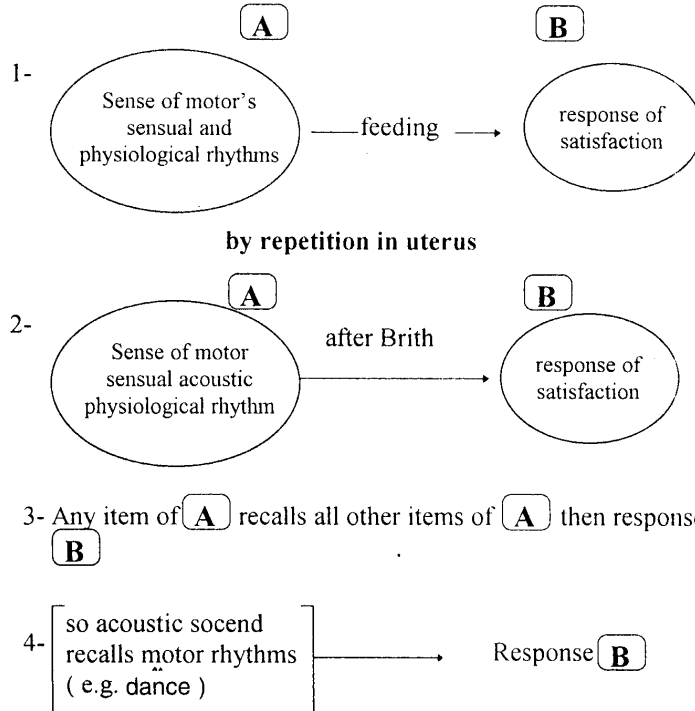 A B
1-
Sense of motor's
sensual and
physiological rhythms
feeding
response of
satisfaction
by repetition in uterus
A B
2-
Sense of motor
sensual acoustic
physiological rhythm
after Brith
response of
satisfaction
3- Any item of A recalls all other items of A then response
B
4-
so acoustic socend
recalls motor rhythms
( e.g. dance )
Response B